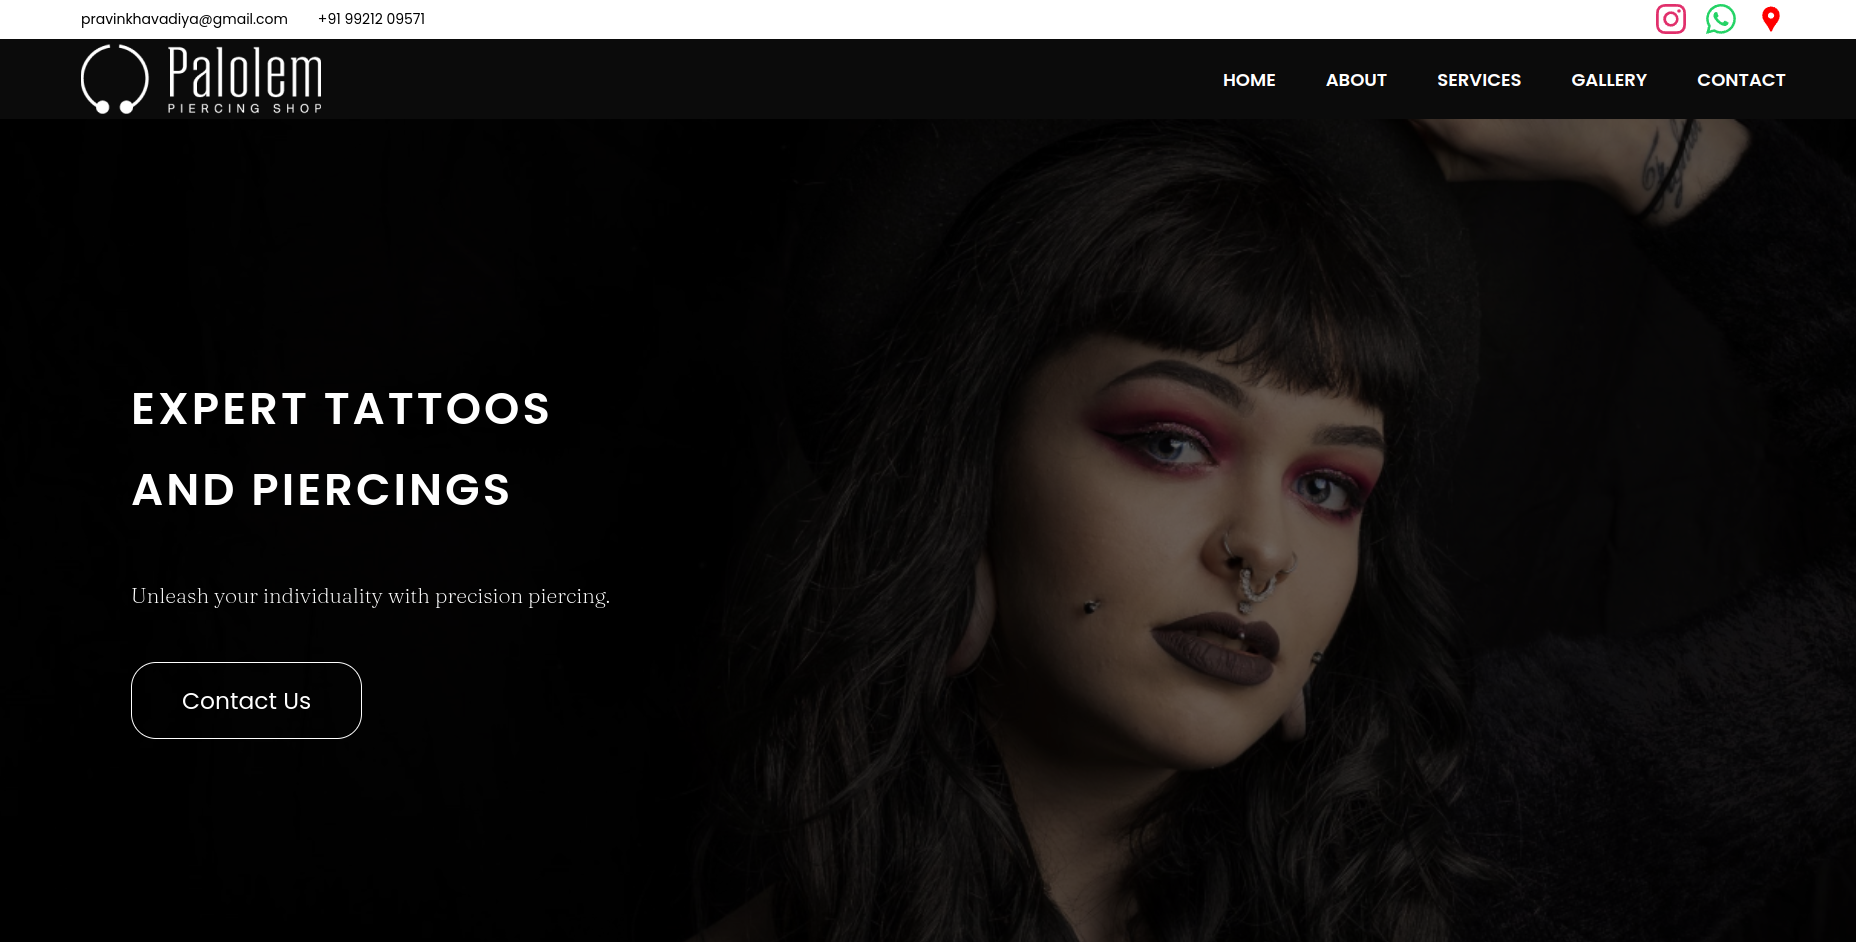 pravinkhavadiya@gmail.com +91 99212 09571
Palolem
PIERCING SHOP
HOME ABOUT SERVICES GALLERY CONTACT
EXPERT TATTOOS
AND PIERCINGS
Unleash your individuality with precision piercing.
Contact Us